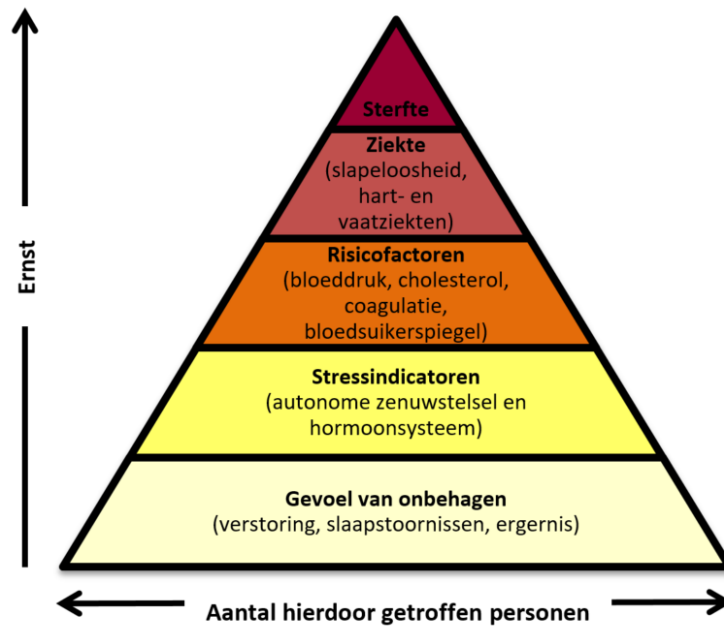 Sterfte
Ziekte
(slapeloosheid,
hart- en
vaatziekten)
Risicofactoren
(bloeddruk, cholesterol,
coagulatie,
bloedsuikerspiegel)
Stressindicatoren
(autonome zenuwstelsel en
hormoonsysteem)
Gevoel van onbehagen
(verstoring, slaapstoornissen, ergernis)
Ernst
Aantal hierdoor getroffen personen